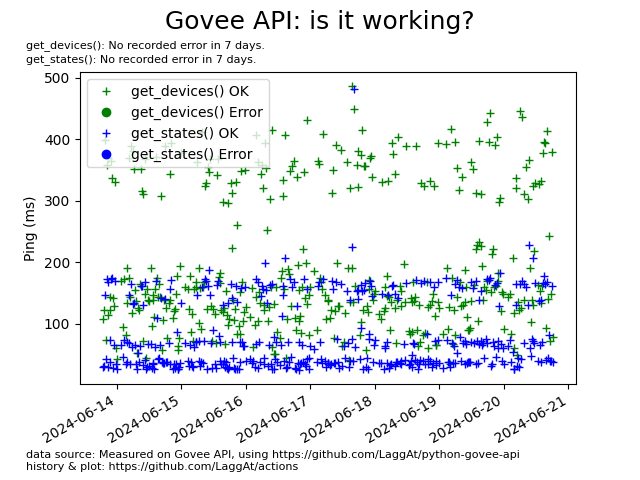 Govee API: is it working?
get_devices(): No recorded error in 7 days.
get_states(): No recorded error in 7 days.
500
get_devices() OK
get_devices() Error
400
get_states() OK
get_states() Error
300
Ping (ms)
200
100
2024-06-14
2024-06-15
2024-06-16
2024-06-17
2024-06-18
2024-06-19
2024-06-20
2024-06-21
data source: Measured on Govee API, using https://github.com/LaggAt/python-govee-api
history & plot: https://github.com/LaggAt/actions